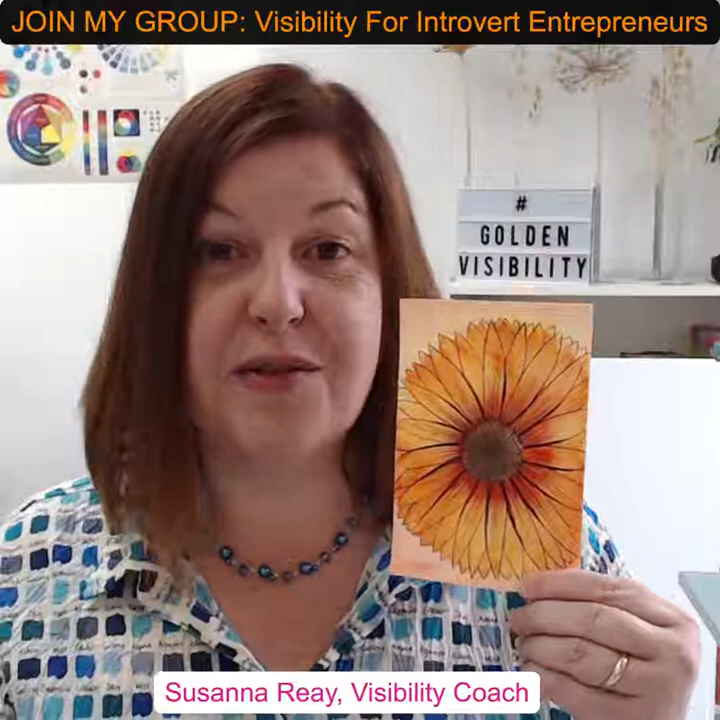 JOIN MY GROUP: Visibility For Introvert Entrepreneurs
#
GOLDEN
VISIBILITY
Susanna Reay, Visibility Coach